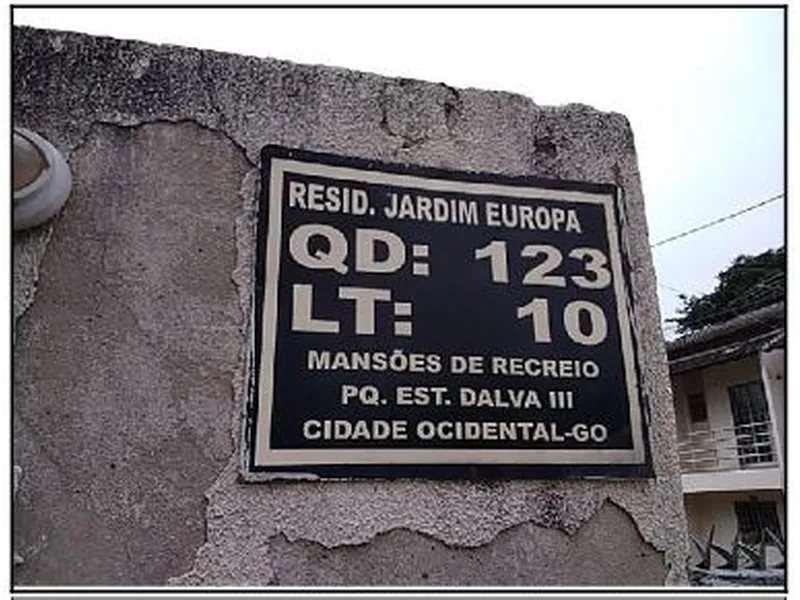 RESID. JARDIM EUROPA
QD: 123
LT: 10
MANSÕES DE RECREIO
PQ. EST. DALVA III
CIDADE OCIDENTAL-GO